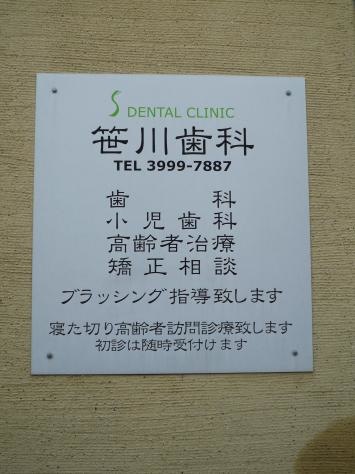 S DENTAL CLINIC
笹川歯科
TEL 3999-7887
歯科
小児歯科
高齢者治療
矯正相談
ブラッシング指導致します
寝た切り高齢者訪問診療致します
初診は随時受付けます